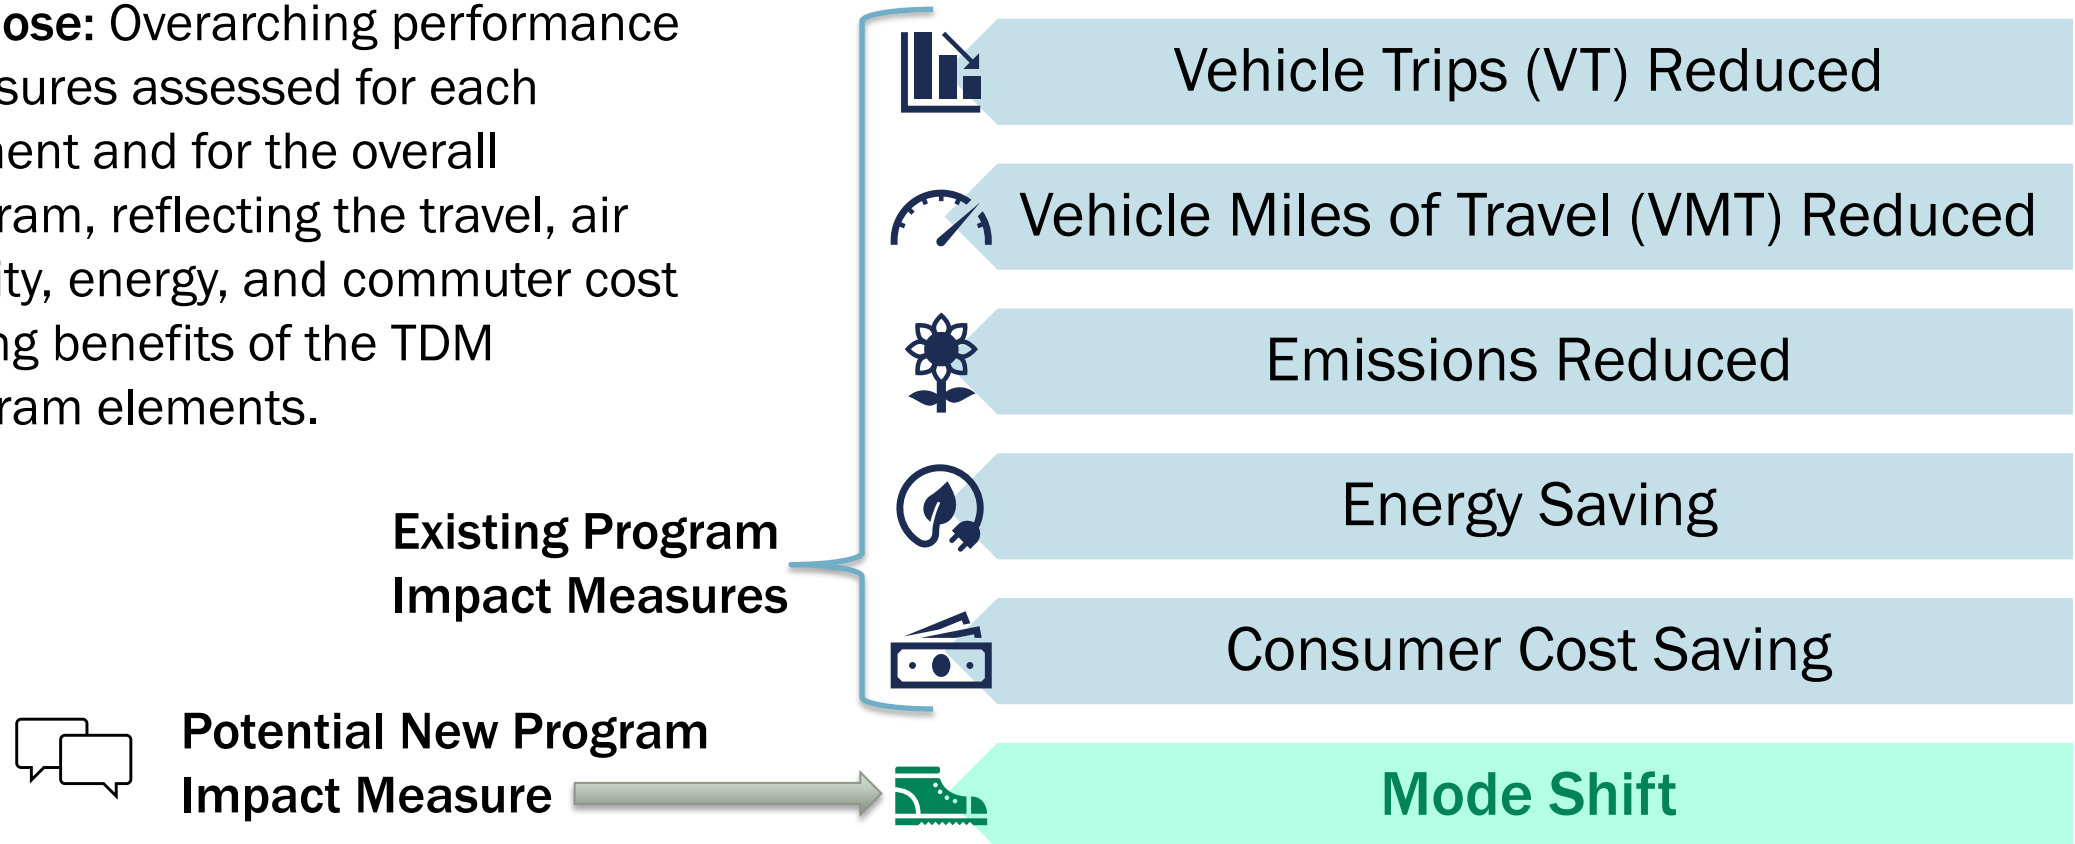 ose: Overarching performance
sures assessed for each
ent and for the overall
ram, reflecting the travel, air
ity, energy, and commuter cost
ng benefits of the TDM
ram elements.
Existing Program
Impact Measures
Potential New Program
Impact Measure
Vehicle Trips (VT) Reduced
Vehicle Miles of Travel (VMT) Reduced
Emissions Reduced
Energy Saving
Consumer Cost Saving
Mode Shift